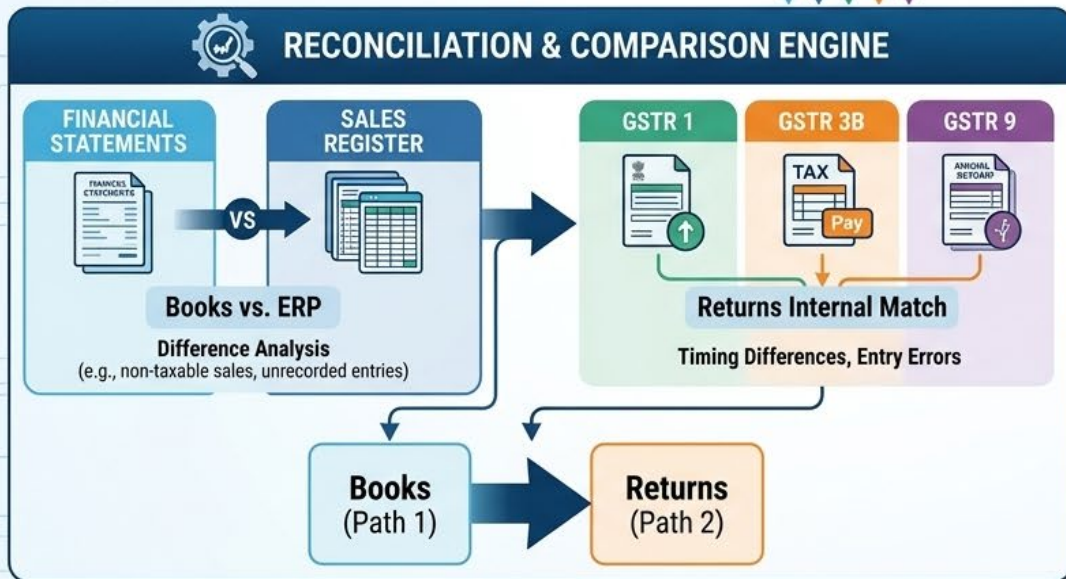 RECONCILIATION & COMPARISON ENGINE
FINANCIAL
STATEMENTS
SALES
REGISTER
GSTR 1
GSTR 3B
GSTR 9
VS
TAX
Pay
Books vs. ERP
Difference Analysis
(e.g., non-taxable sales, unrecorded entries)
Returns Internal Match
Timing Differences, Entry Errors
Books
(Path 1)
Returns
(Path 2)